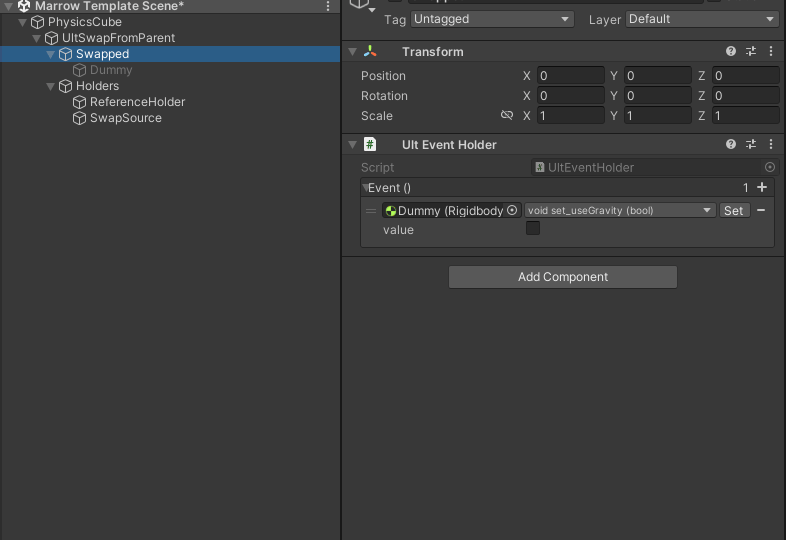 Marrow Template Scene*
PhysicsCube
UltSwapFromParent
Swapped
Dummy
Holders
ReferenceHolder
SwapSource
Tag Untagged Layer Default
Transform
Position X 0 Y 0 Z 0
Rotation X 0 Y 0 Z 0
Scale X 1 Y 1 Z 1
# Ult Event Holder
Script # UltEventHolder
Event () 1 +
Dummy (Rigidbody void set_useGravity (bool) Set −
value
Add Component